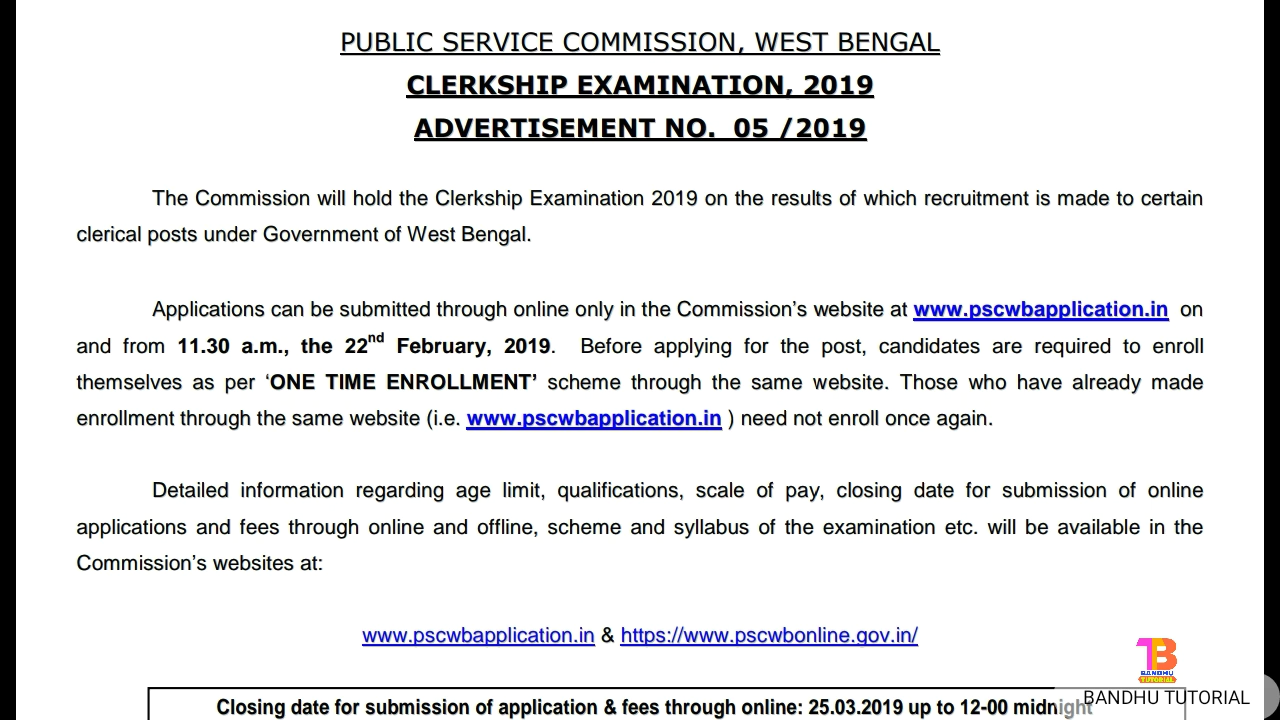 PUBLIC SERVICE COMMISSION, WEST BENGAL
CLERKSHIP EXAMINATION, 2019
ADVERTISEMENT NO. 05 /2019
The Commission will hold the Clerkship Examination 2019 on the results of which recruitment is made to certain
clerical posts under Government of West Bengal.
Applications can be submitted through online only in the Commission's website at www.pscwbapplication.in on
and from 11.30 a.m., the 22nd February, 2019. Before applying for the post, candidates are required to enroll
themselves as per ‘ONE TIME ENROLLMENT’ scheme through the same website. Those who have already made
enrollment through the same website (i.e. www.pscwbapplication.in ) need not enroll once again.
Detailed information regarding age limit, qualifications, scale of pay, closing date for submission of online
applications and fees through online and offline, scheme and syllabus of the examination etc. will be available in the
Commission's websites at:
www.pscwbapplication.in & https://www.pscwbonline.gov.in/
TB
BANDHU
TUTORIAL
Closing date for submission of application & fees through online: 25.03.2019 up to 12-00 midnight
BANDHU TUTORIAL